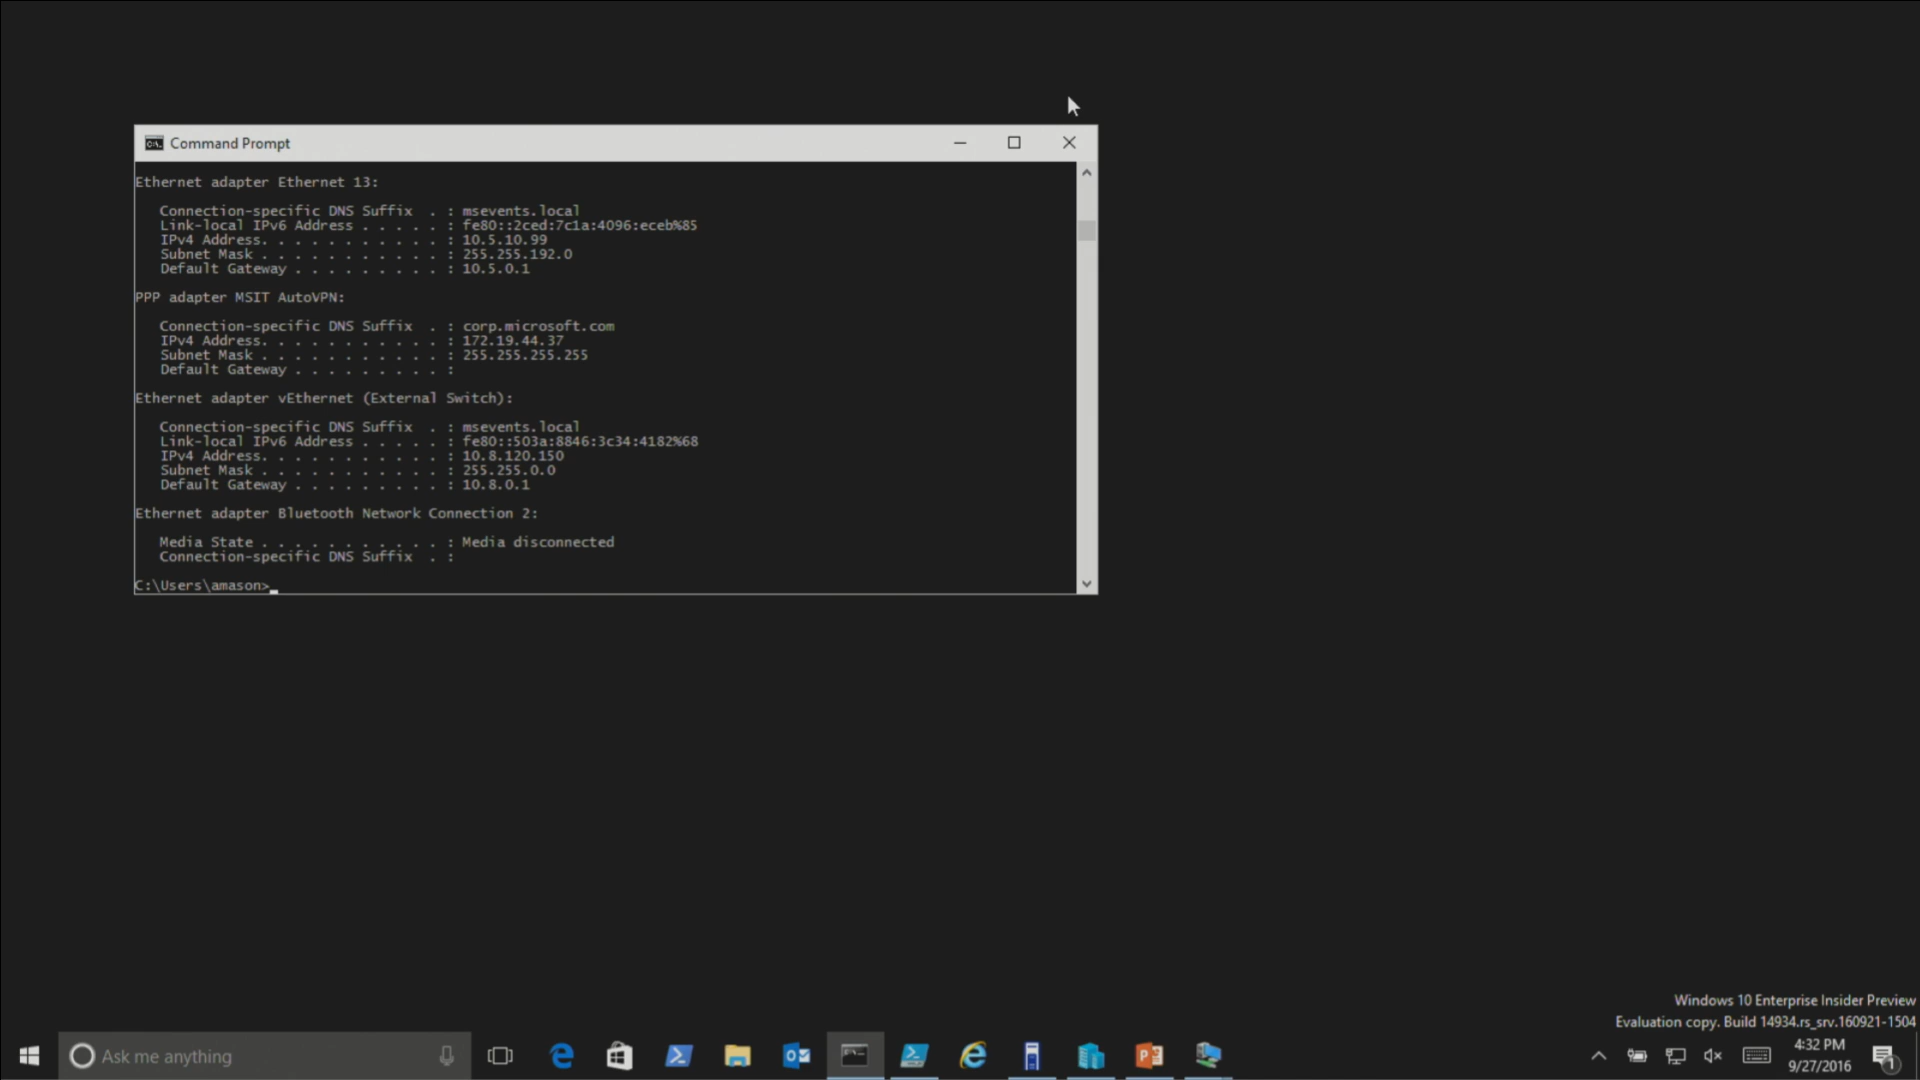 Command Prompt
Ethernet adapter Ethernet 13:
Connection-specific DNS Suffix . : msevents.local
Link-local IPv6 Address . . . . . : fe80::2ced:7c1a:4096:eceb%85
IPv4 Address. . . . . . . . . . . : 10.5.10.99
Subnet Mask . . . . . . . . . . . : 255.255.192.0
Default Gateway . . . . . . . . . : 10.5.0.1
PPP adapter MSIT AutoVPN:
Connection-specific DNS Suffix . : corp.microsoft.com
IPv4 Address. . . . . . . . . . . : 172.19.44.37
Subnet Mask . . . . . . . . . . . : 255.255.255.255
Default Gateway . . . . . . . . . :
Ethernet adapter vEthernet (External Switch):
Connection-specific DNS Suffix . : msevents.local
Link-local IPv6 Address . . . . . : fe80::503a:8846:3c34:4182%68
IPv4 Address. . . . . . . . . . . : 10.8.120.150
Subnet Mask . . . . . . . . . . . : 255.255.0.0
Default Gateway . . . . . . . . . : 10.8.0.1
Ethernet adapter Bluetooth Network Connection 2:
Media State . . . . . . . . . . . : Media disconnected
Connection-specific DNS Suffix . :
C:\Users\amason>_
Windows 10 Enterprise Insider Preview
Evaluation copy. Build 14934.rs_srv.160921-1504
Ask me anything
4:32 PM
9/27/2016
1